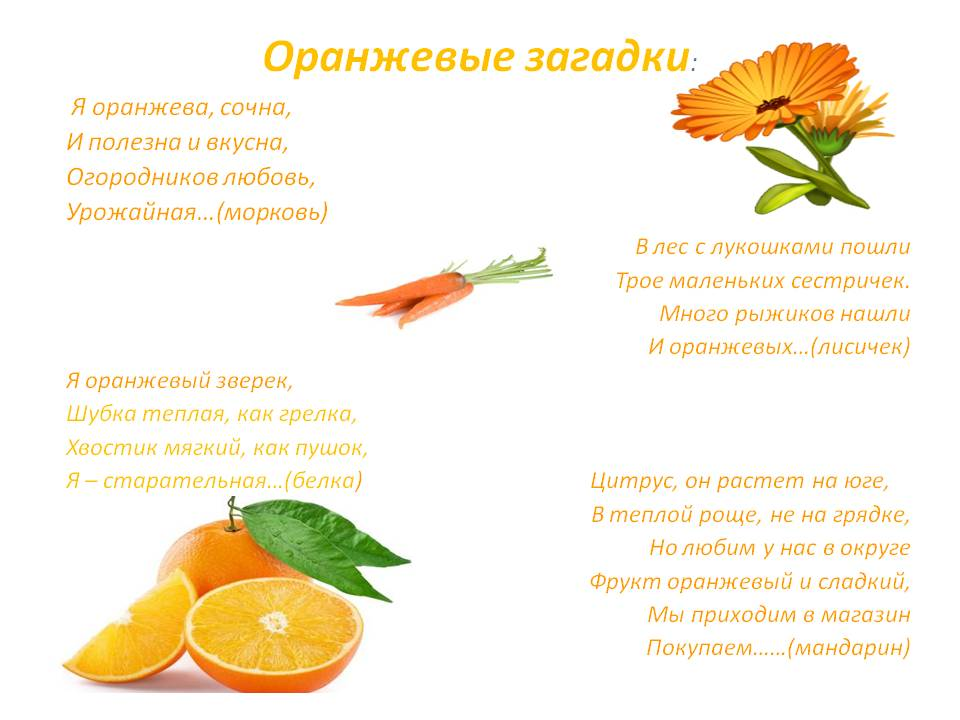 Оранжевые загадки:
Я оранжева, сочна,
И полезна и вкусна,
Огородников любовь,
Урожайная...(морковь)
В лес с лукошками пошли
Трое маленьких сестричек.
Много рыжиков нашли
И оранжевых...(лисичек)
Я оранжевый зверек,
Шубка теплая, как грелка,
Хвостик мягкий, как пушок,
Я – старательная...(белка)
Цитрус, он растет на юге,
В теплой роще, не на грядке,
Но любим у нас в округе
Фрукт оранжевый и сладкий,
Мы приходим в магазин
Покупаем......(мандарин)